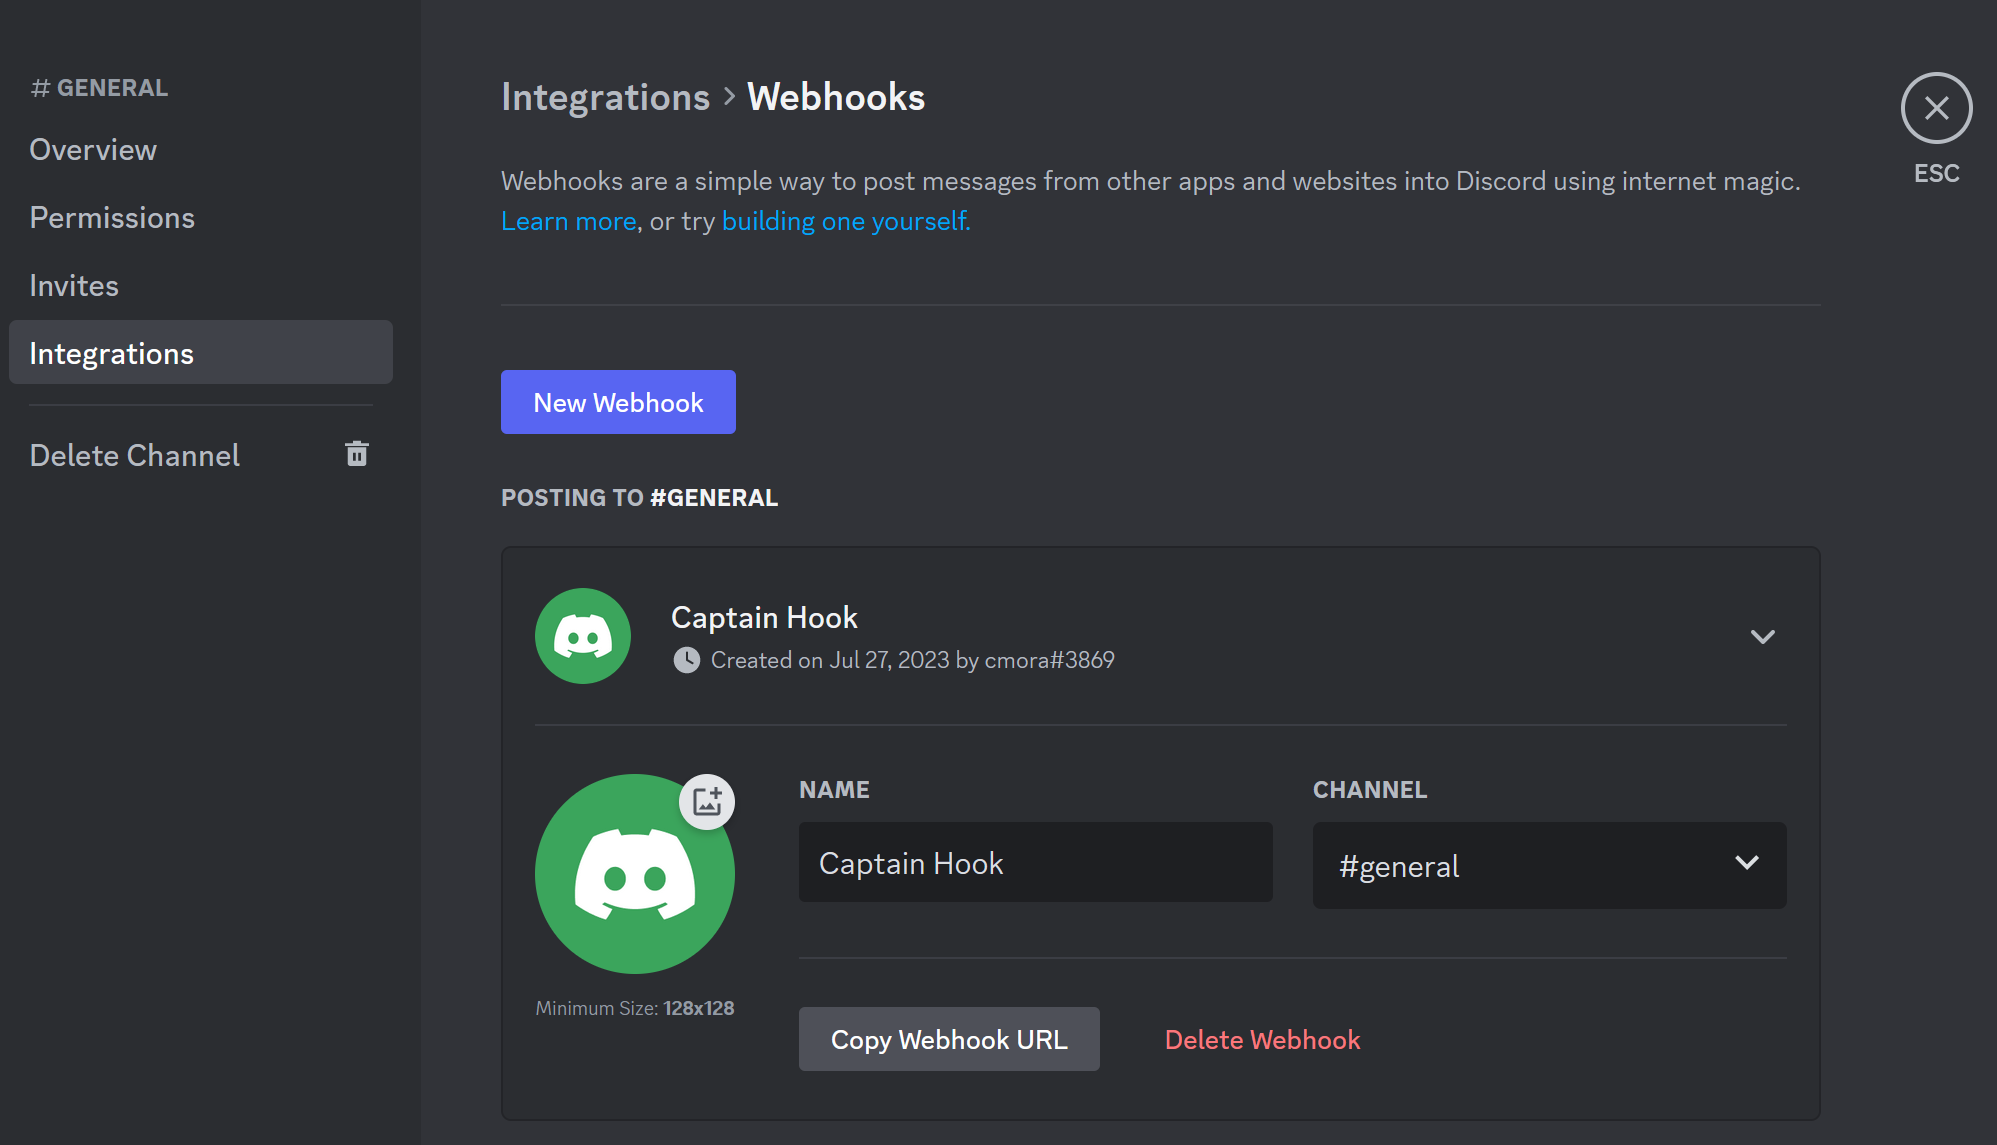 # GENERAL
Overview
Permissions
Invites
Integrations
Delete Channel
Integrations > Webhooks
Webhooks are a simple way to post messages from other apps and websites into Discord using internet magic.
Learn more, or try building one yourself.
ESC
New Webhook
POSTING TO #GENERAL
Captain Hook
Created on Jul 27, 2023 by cmora#3869
Minimum Size: 128x128
NAME
Captain Hook
CHANNEL
#general
Copy Webhook URL
Delete Webhook